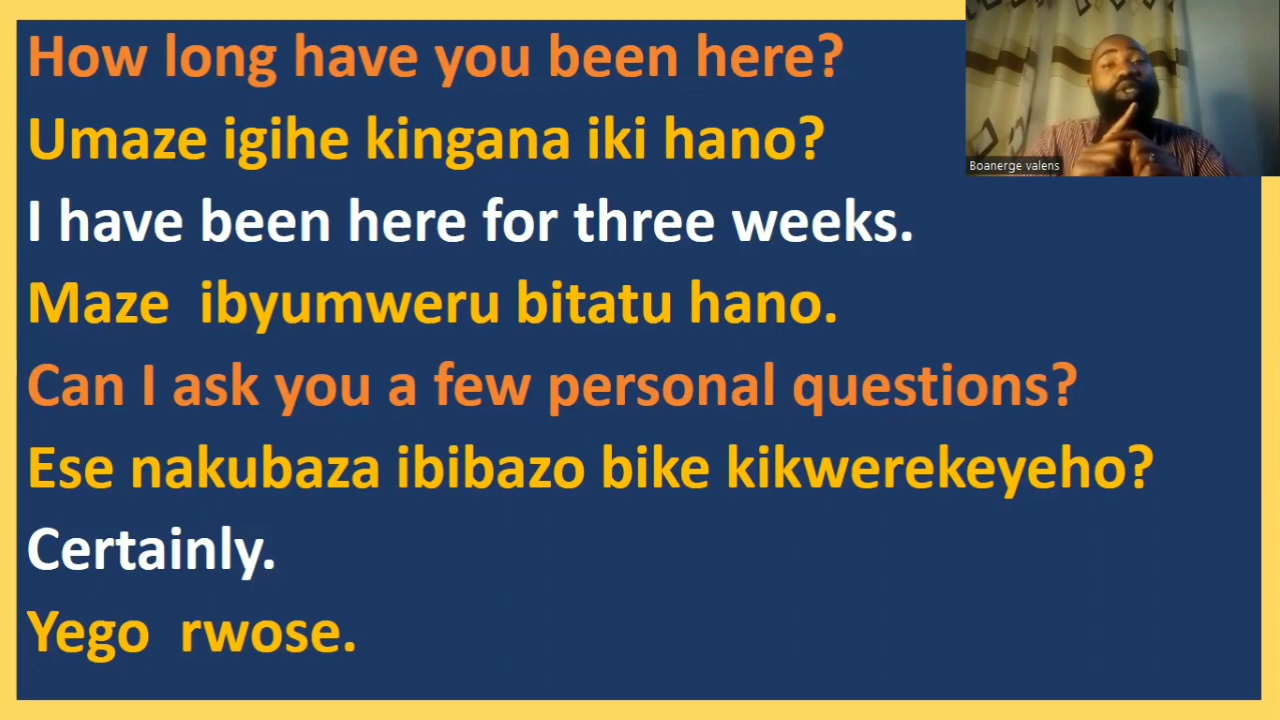 How long have you been here?
Umaze igihe kingana iki hano?
I have been here for three weeks.
Maze ibyumweru bitatu hano.
Can I ask you a few personal questions?
Ese nakubaza ibibazo bike kikwerekeyeho?
Certainly.
Yego rwose.
Boanerge valens